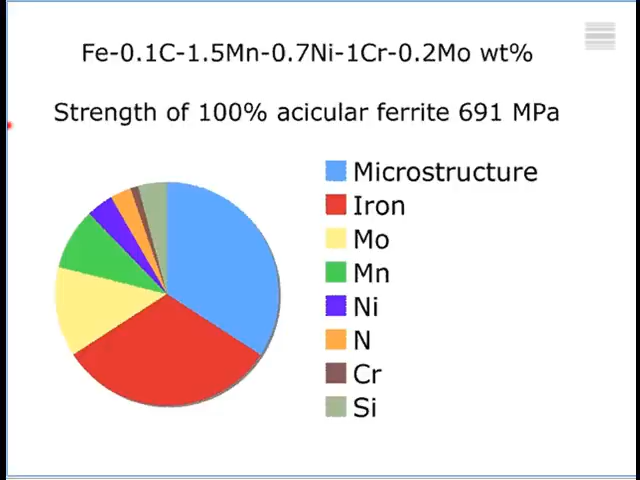 Fe-0.1C-1.5Mn-0.7Ni-1Cr-0.2Mo wt%
Strength of 100% acicular ferrite 691 MPa
Microstructure
Iron
Mo
Mn
Ni
N
Cr
Si